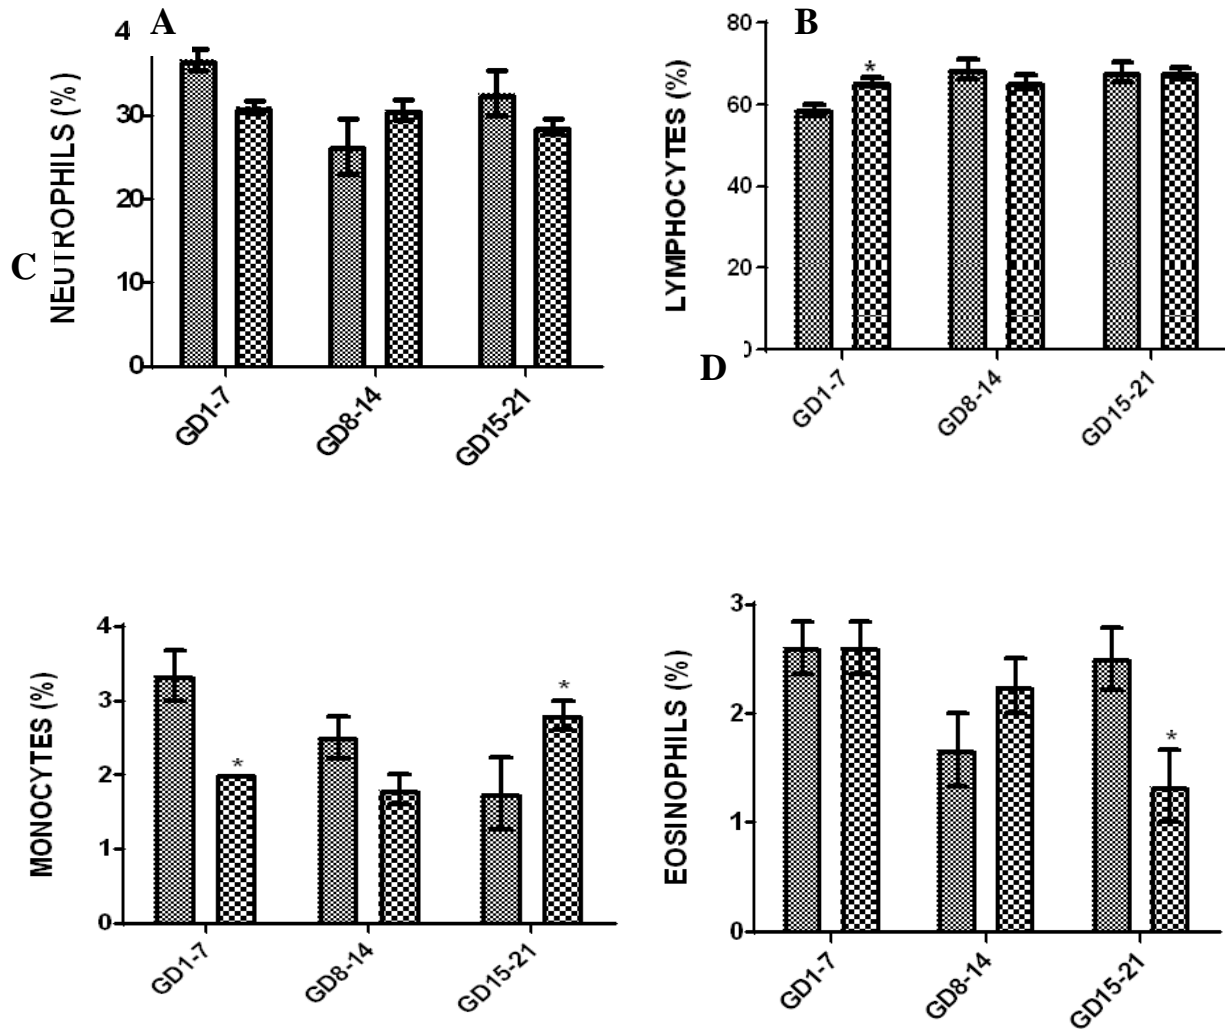 A
4
30
20
10
0
NEUTROPHILS (%)
GD1-7
GD8-14
GD15-21
B
80
60
40
20
LYMPHOCYTES (%)
*
GD1-7
GD8-14
GD15-21
C
4
3
2
1
0
MONOCYTES (%)
*
*
GD1-7
GD8-14
GD15-21
D
3
2
1
0
EOSINOPHILS (%)
*
GD1-7
GD8-14
GD15-21